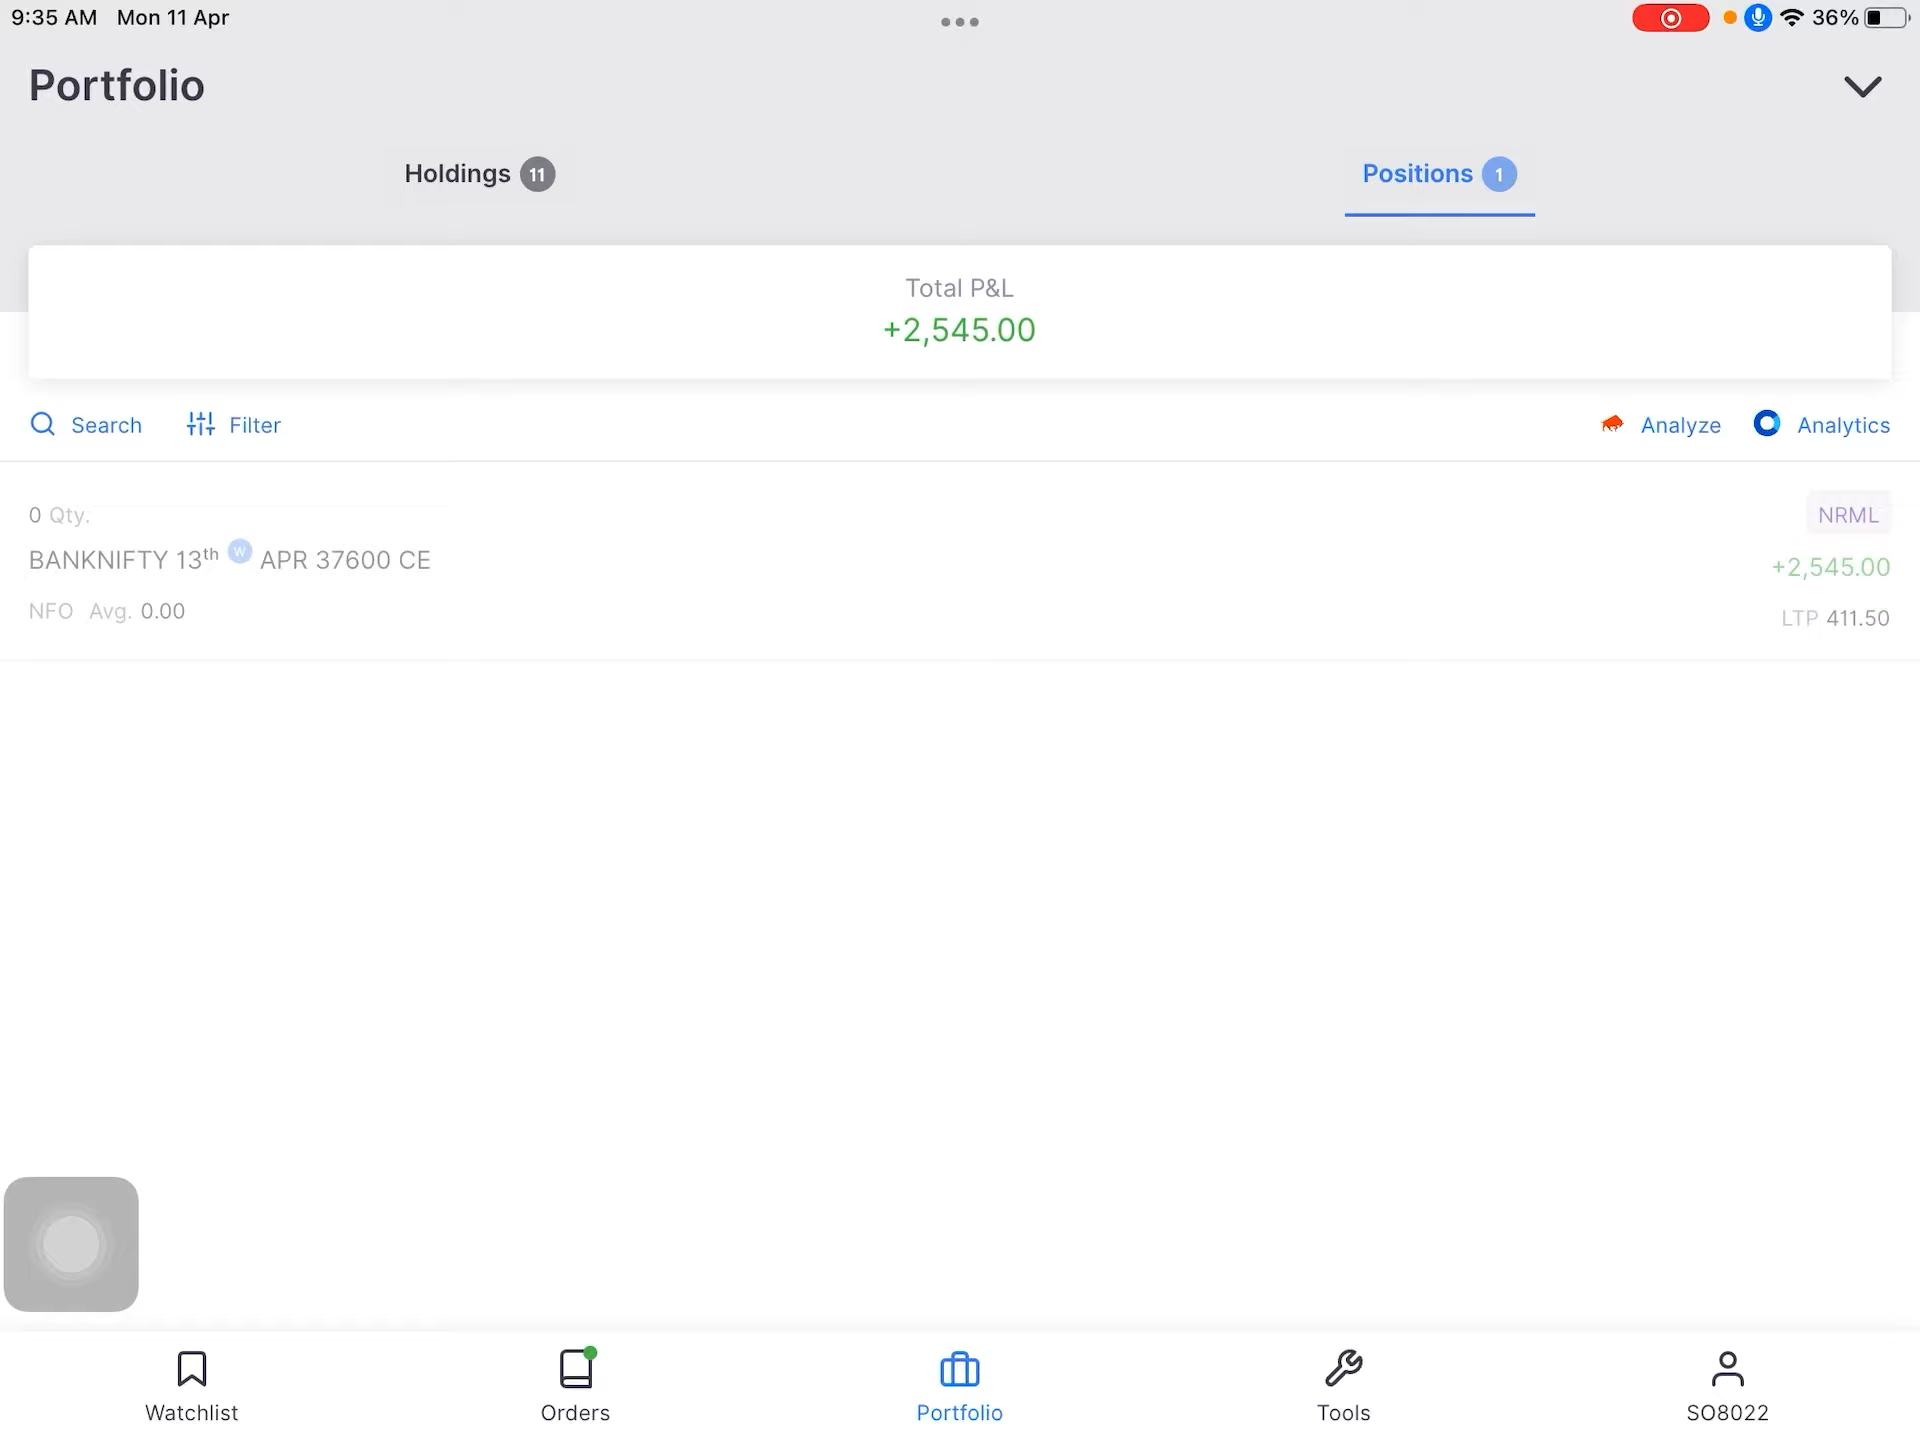 9:35 AM Mon 11 Apr
36%
Portfolio
Holdings 11
Positions 1
Total P&L
+2,545.00
Search Filter
Analyze Analytics
0 Qty.
NRML
BANKNIFTY 13th W APR 37600 CE
+2,545.00
NFO Avg. 0.00
LTP 411.50
Watchlist Orders Portfolio Tools SO8022